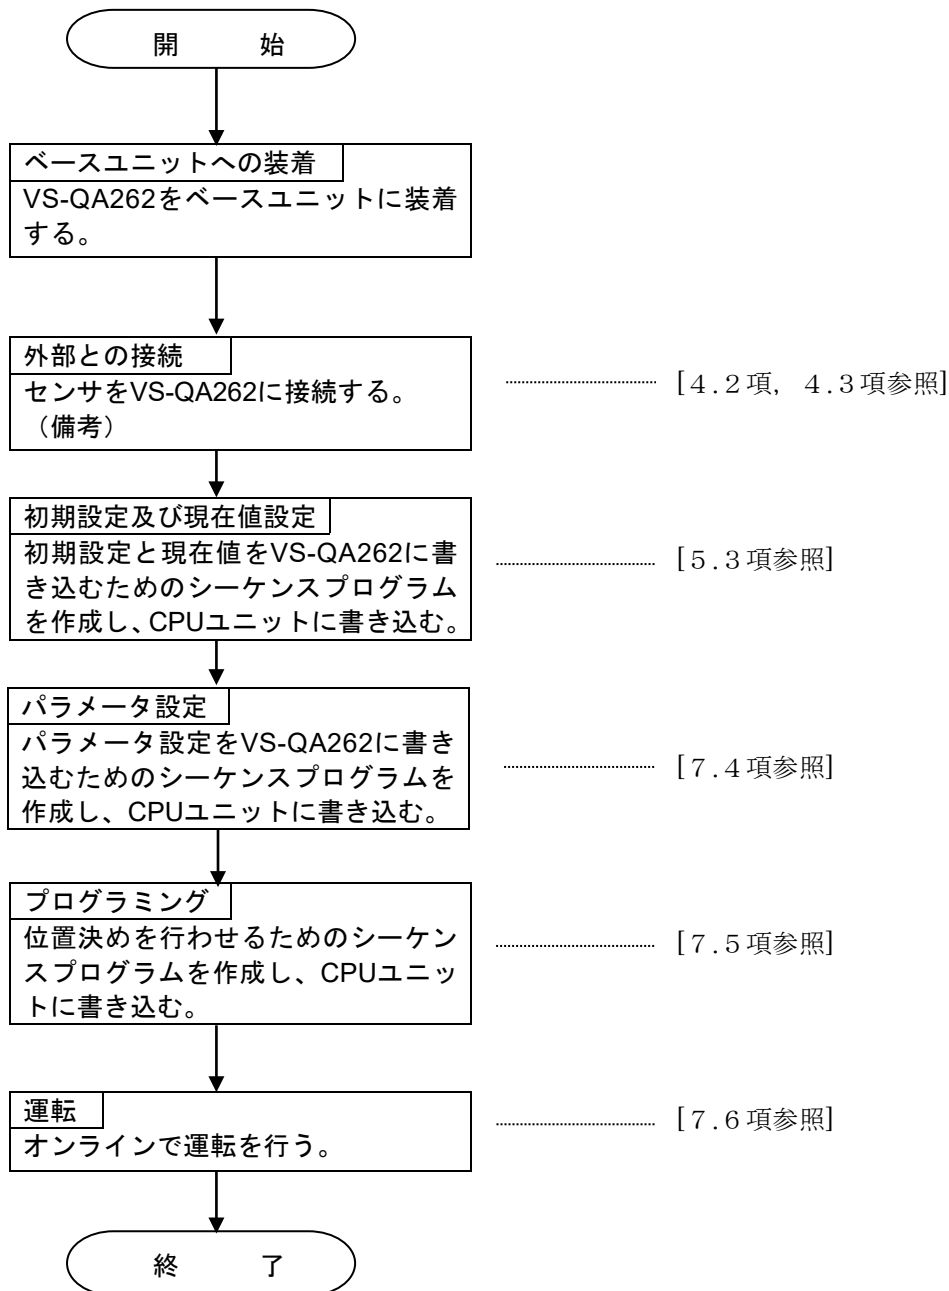 開　始
ベースユニットへの装着
VS-QA262をベースユニットに装着
する。
外部との接続
センサをVS-QA262に接続する。
（備考）
[4.2項, 4.3項参照]
初期設定及び現在値設定
初期設定と現在値をVS-QA262に書
き込むためのシーケンスプログラム
を作成し、CPUユニットに書き込む。
[5.3項参照]
パラメータ設定
パラメータ設定をVS-QA262に書き
込むためのシーケンスプログラムを
作成し、CPUユニットに書き込む。
[7.4項参照]
プログラミング
位置決めを行わせるためのシーケン
スプログラムを作成し、CPUユニッ
トに書き込む。
[7.5項参照]
運転
オンラインで運転を行う。
[7.6項参照]
終　了